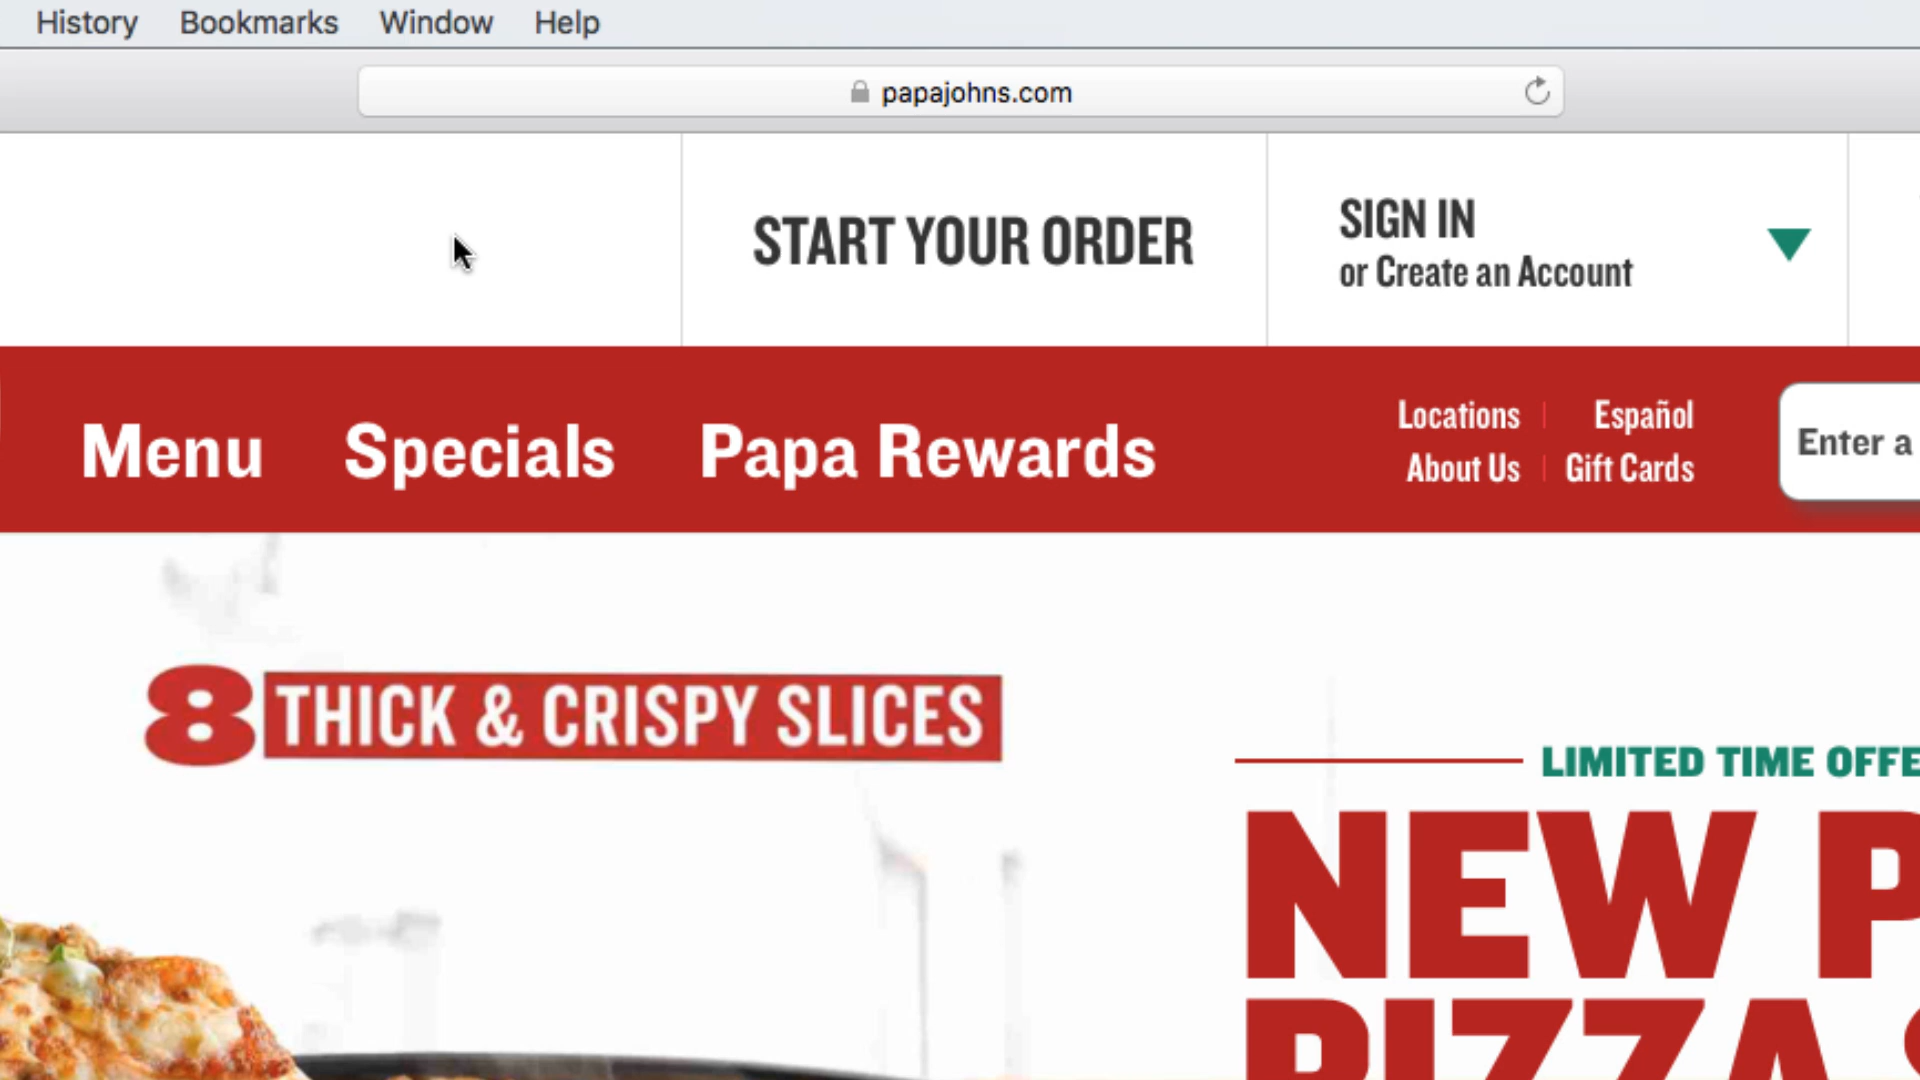 History Bookmarks Window Help
papajohns.com
START YOUR ORDER
SIGN IN
or Create an Account
Menu Specials Papa Rewards
Locations Español
About Us Gift Cards
Enter a
8 THICK & CRISPY SLICES
LIMITED TIME OFFE
NEW P
PIZZA